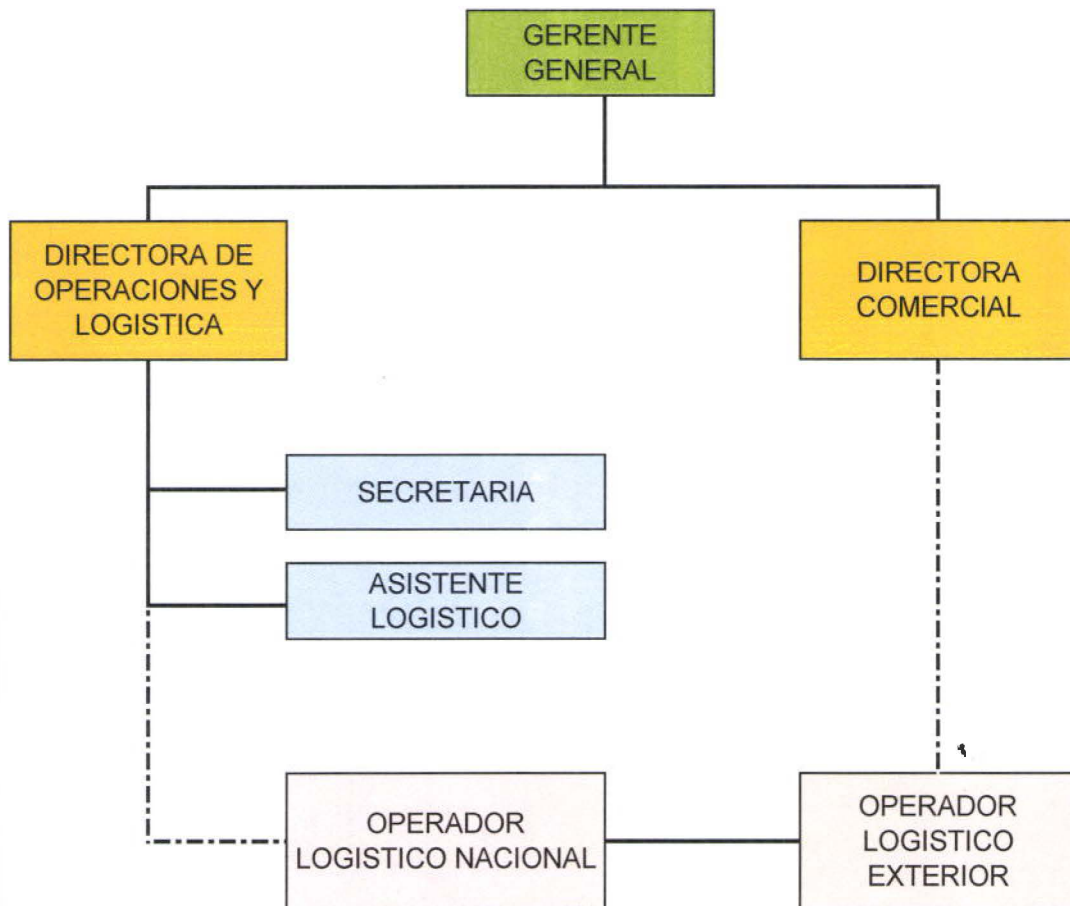 GERENTE
GENERAL
DIRECTORA DE
OPERACIONES Y
LOGISTICA
DIRECTORA
COMERCIAL
SECRETARIA
ASISTENTE
LOGISTICO
OPERADOR
LOGISTICO NACIONAL
OPERADOR
LOGISTICO
EXTERIOR